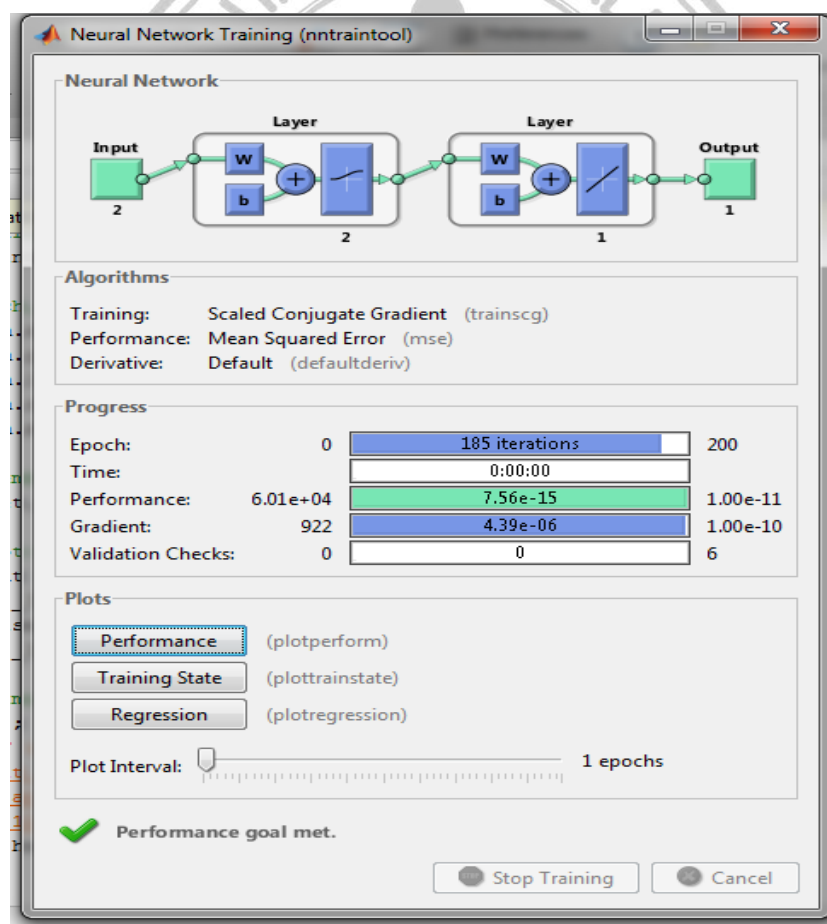 Neural Network Training (nntraintool)
Neural Network
Layer Layer
Input Output
W W
b b
2 1
2 1
Algorithms
Training: Scaled Conjugate Gradient (trainscg)
Performance: Mean Squared Error (mse)
Derivative: Default (defaultderiv)
Progress
Epoch: 0 185 iterations 200
Time: 0:00:00
Performance: 6.01e+04 7.56e-15 1.00e-11
Gradient: 922 4.39e-06 1.00e-10
Validation Checks: 0 0 6
Plots
Performance (plotperform)
Training State (plottrainstate)
Regression (plotregression)
Plot Interval: 1 epochs
Performance goal met.
Stop Training Cancel